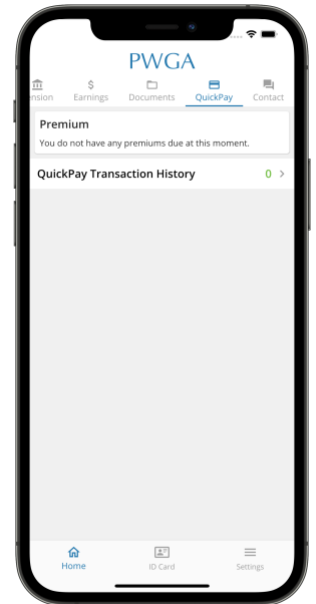 PWGA
nsion
Earnings
Documents
QuickPay
Contact
Premium
You do not have any premiums due at this moment.
QuickPay Transaction History
0
Home
ID Card
Settings